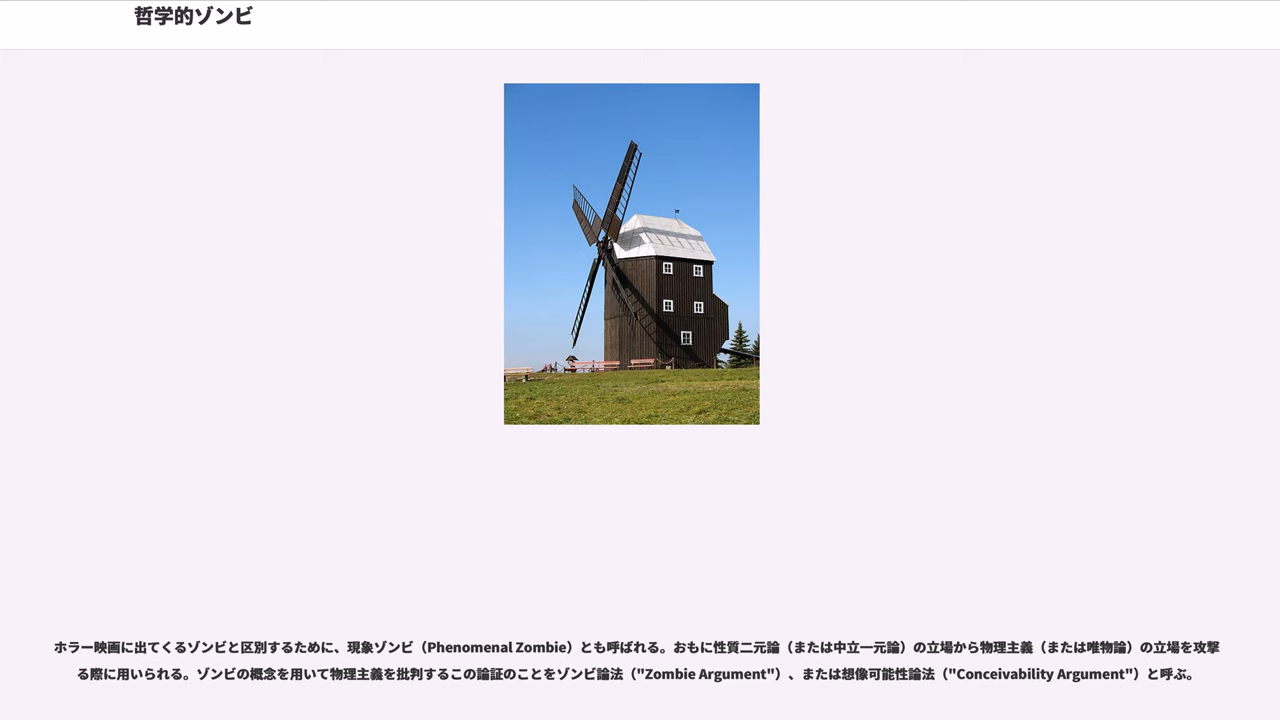 哲学的ゾンビ
ホラー映画に出てくるゾンビと区別するために、現象ゾンビ（Phenomenal Zombie）とも呼ばれる。おもに性質二元論（または中立一元論）の立場から物理主義（または唯物論）の立場を攻撃
る際に用いられる。ゾンビの概念を用いて物理主義を批判するこの論証のことをゾンビ論法（"Zombie Argument"）、または想像可能性論法（"Conceivability Argument"）と呼ぶ。